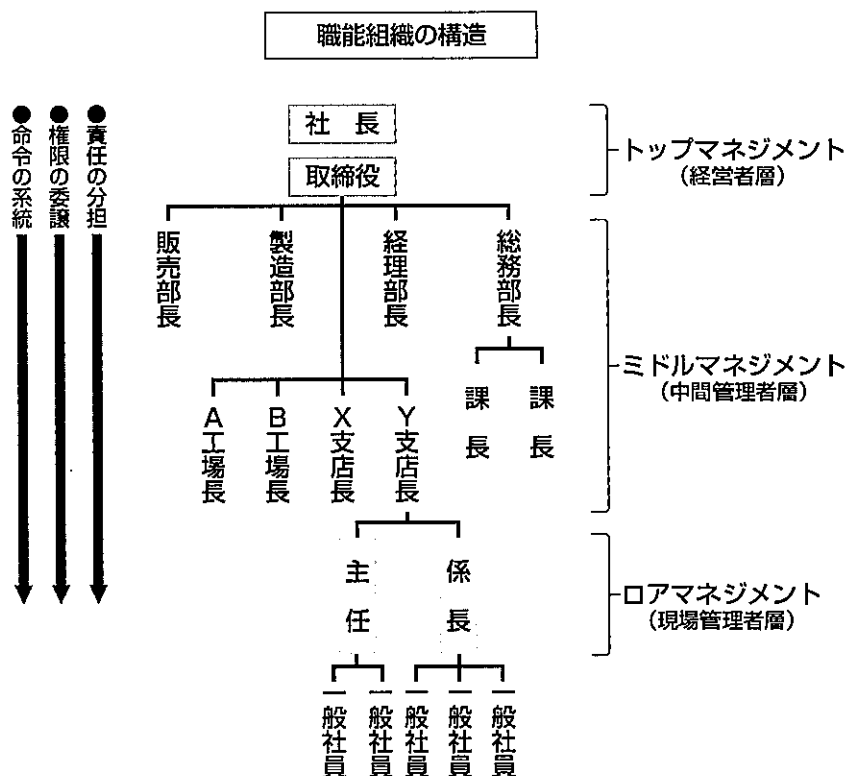 職能組織の構造
●命令の系統
●権限の委譲
●責任の分担
社 長
取締役
トップマネジメント
(経営者層)
販売部長
製造部長
経理部長
総務部長
課長
課長
ミドルマネジメント
(中間管理者層)
A工場長
B工場長
X支店長
Y支店長
主任
係長
ロアマネジメント
(現場管理者層)
一般社員
一般社員
一般社員
一般社員
一般社員